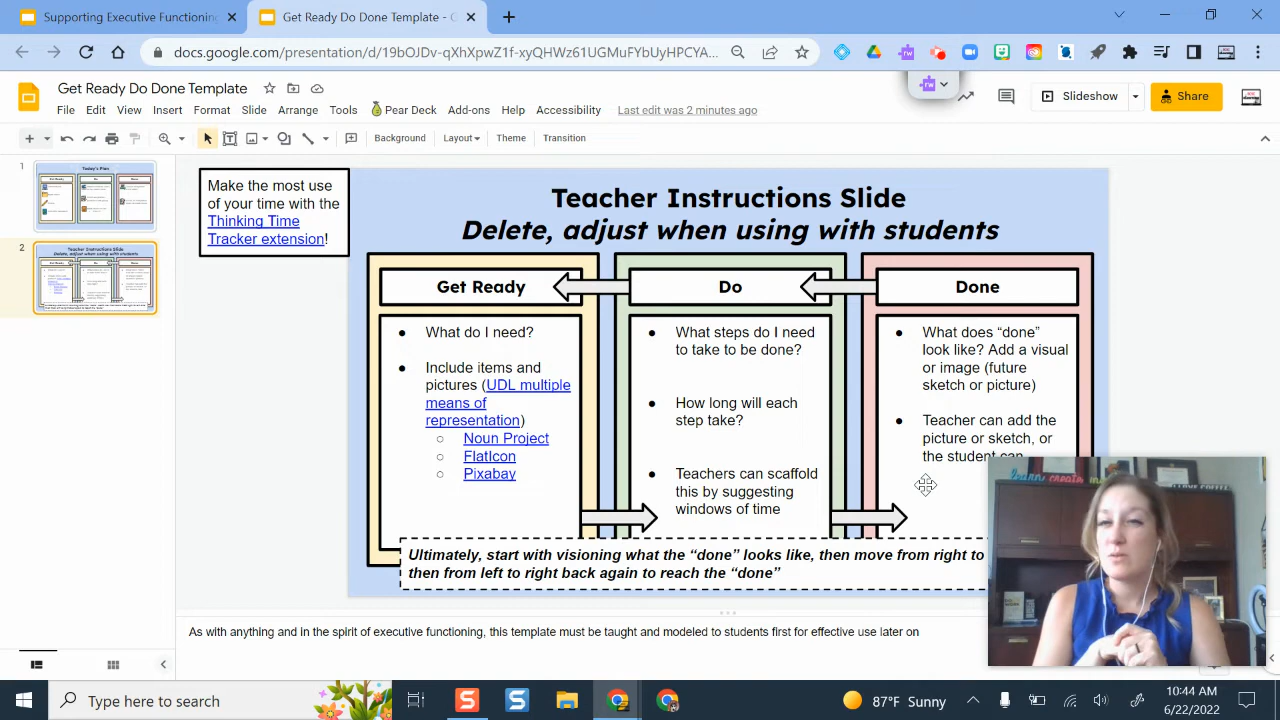 Supporting Executive Functionin
Get Ready Do Done Template - G
docs.google.com/presentation/d/19bOJDv-qXhXpwZ1f-xyQHWz61UGMuFYbUyHPCYA...
Get Ready Do Done Template
File Edit View Insert Format Slide Arrange Tools Pear Deck Add-ons Help Accessibility Last edit was 2 minutes ago
Slideshow
Share
Background Layout Theme Transition
1
2
Make the most use
of your time with the
Thinking Time
Tracker extension!
Teacher Instructions Slide
Delete, adjust when using with students
Get Ready
Do
Done
What do I need?
Include items and
pictures (UDL multiple
means of
representation)
Noun Project
FlatIcon
Pixabay
What steps do I need
to take to be done?
How long will each
step take?
Teachers can scaffold
this by suggesting
windows of time
What does “done”
look like? Add a visual
or image (future
sketch or picture)
Teacher can add the
picture or sketch, or
the student can
Ultimately, start with visioning what the “done” looks like, then move from right to
then from left to right back again to reach the “done”
As with anything and in the spirit of executive functioning, this template must be taught and modeled to students first for effective use later on
learn create
Type here to search
87°F Sunny
10:44 AM
6/22/2022